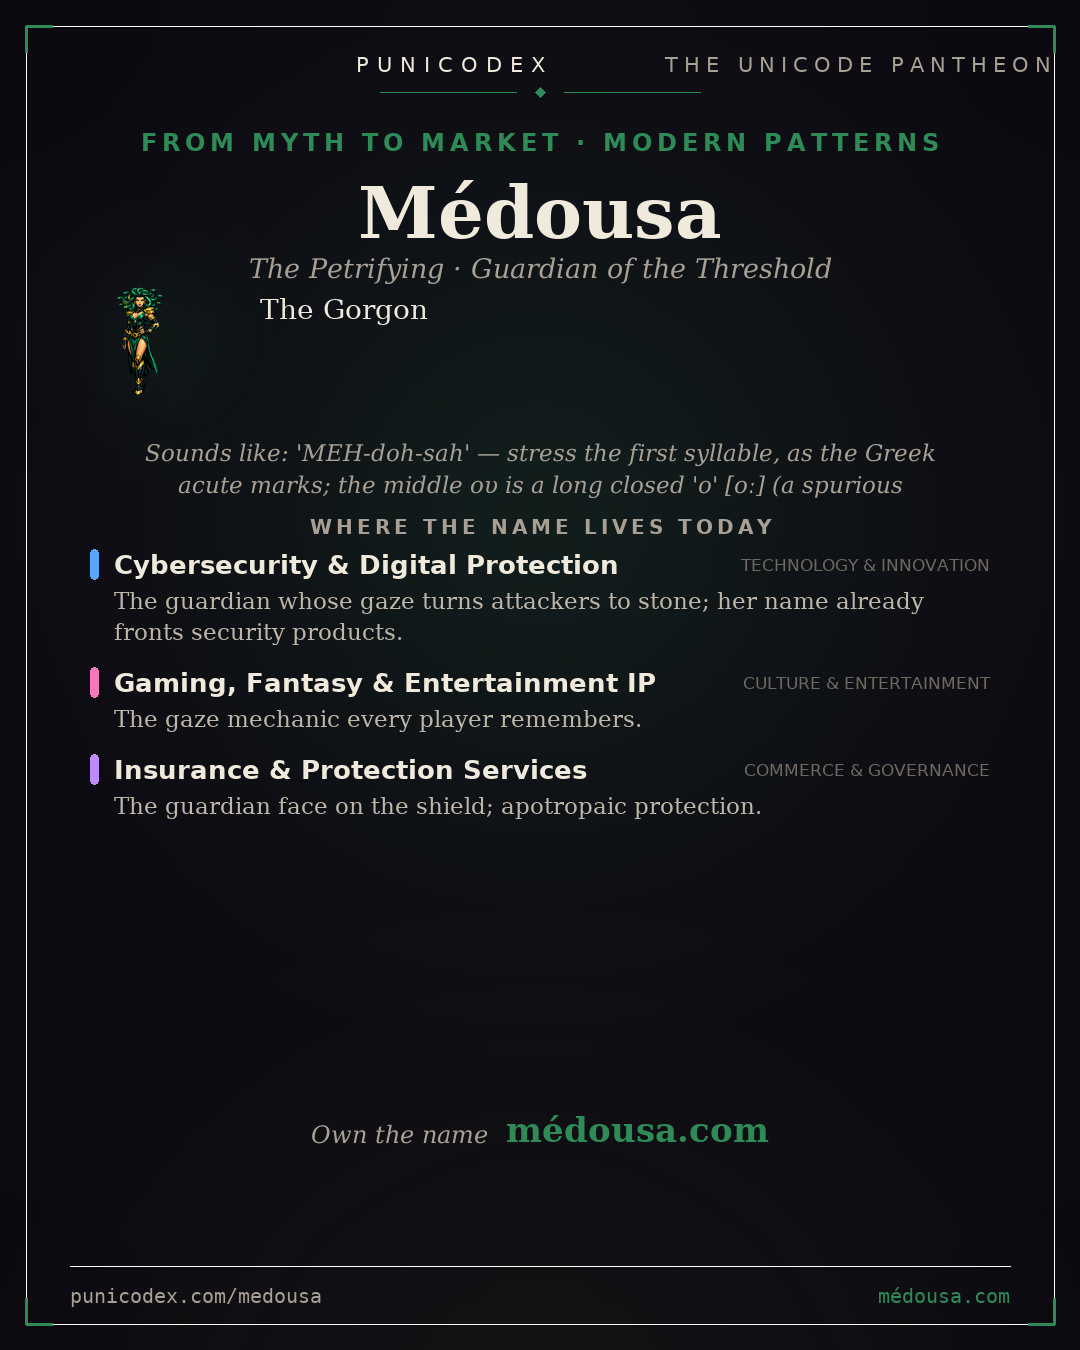 PUNICODEX THE UNICODE PANTHEON
FROM MYTH TO MARKET · MODERN PATTERNS
Médousa
The Petrifying · Guardian of the Threshold
The Gorgon
Sounds like: 'MEH-doh-sah' — stress the first syllable, as the Greek
acute marks; the middle ου is a long closed 'o' [oː] (a spurious
WHERE THE NAME LIVES TODAY
Cybersecurity & Digital Protection TECHNOLOGY & INNOVATION
The guardian whose gaze turns attackers to stone; her name already
fronts security products.
Gaming, Fantasy & Entertainment IP CULTURE & ENTERTAINMENT
The gaze mechanic every player remembers.
Insurance & Protection Services COMMERCE & GOVERNANCE
The guardian face on the shield; apotropaic protection.
Own the name médousa.com
punicodex.com/medousa médousa.com